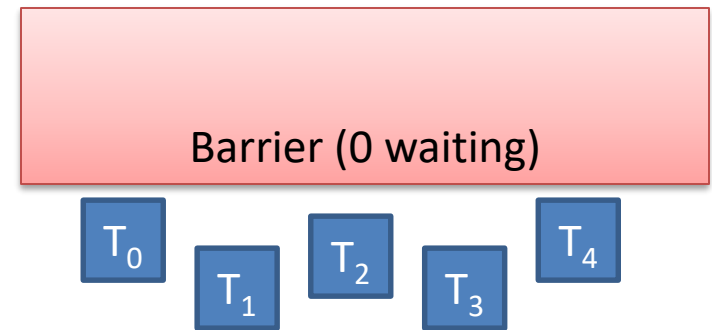 Barrier (0 waiting)
T₀
T₁
T₂
T₃
T₄